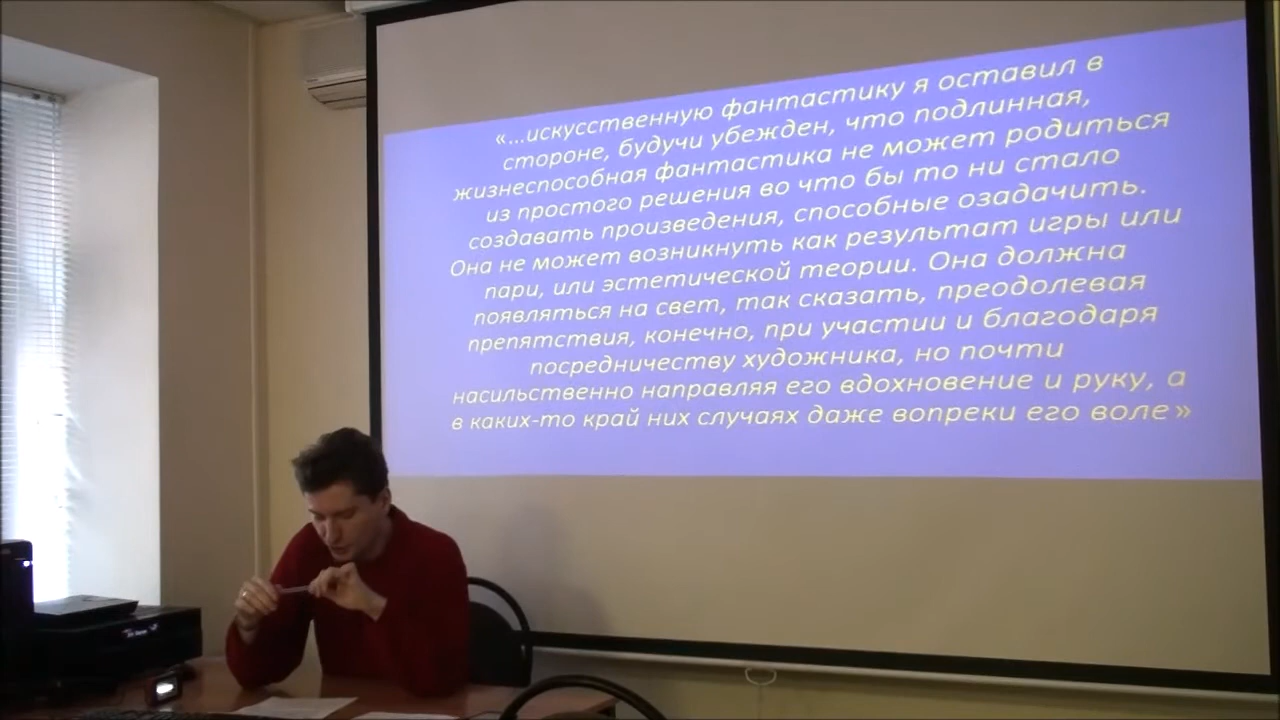 «...искусственную фантастику я оставил в
стороне, будучи убежден, что подлинная,
жизнеспособная фантастика не может родиться
из простого решения во что бы то ни стало
создавать произведения, способные озадачить.
Она не может возникнуть как результат игры или
пари, или эстетической теории. Она должна
появляться на свет, так сказать, преодолевая
препятствия, конечно, при участии и благодаря
посредничеству художника, но почти
насильственно направляя его вдохновение и руку, а
в каких-то край них случаях даже вопреки его воле»